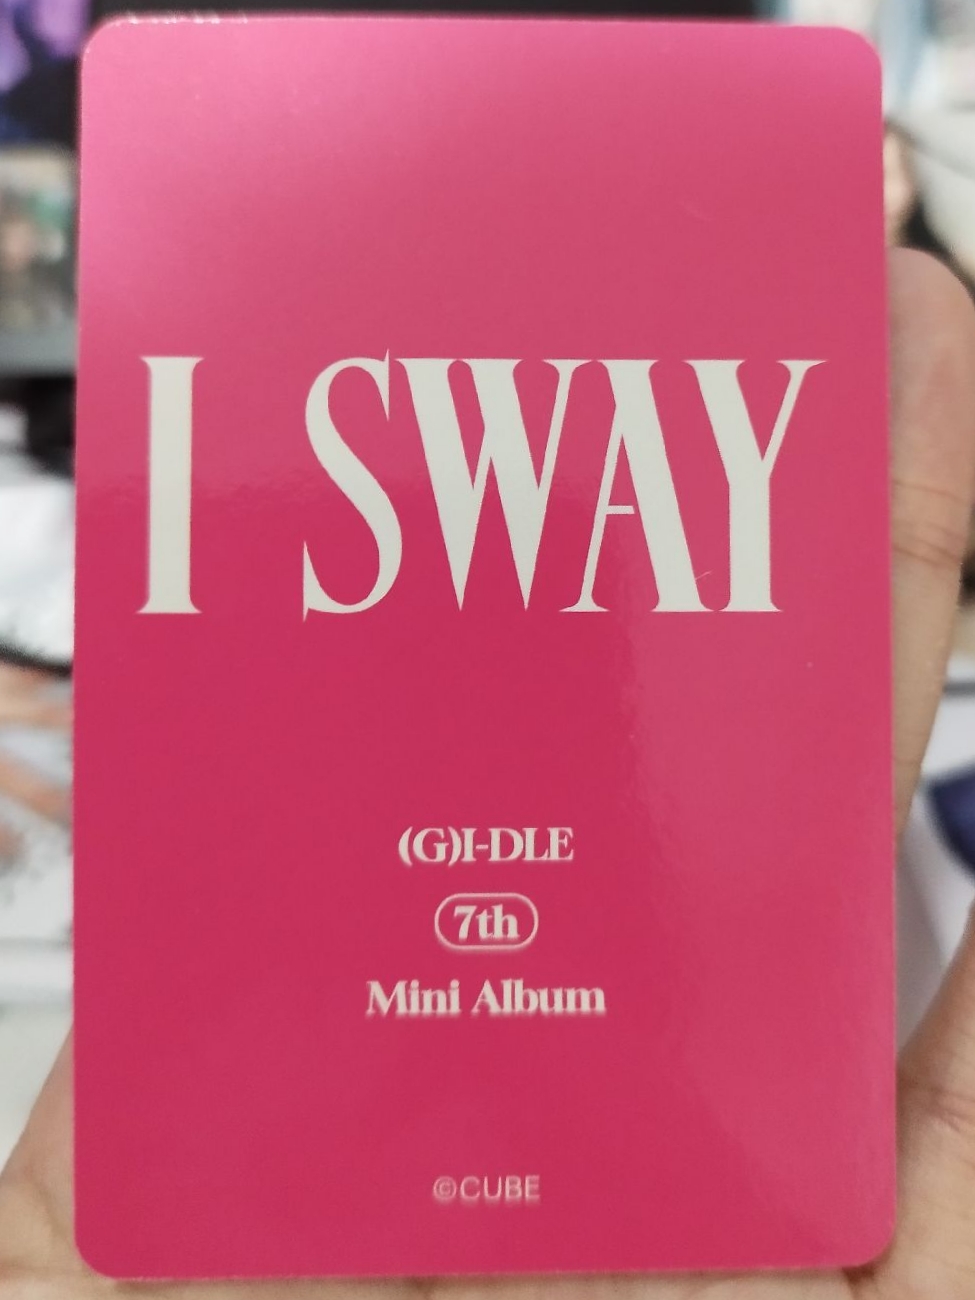 I SWAY
(G)I-DLE
7th
Mini Album
©CUBE